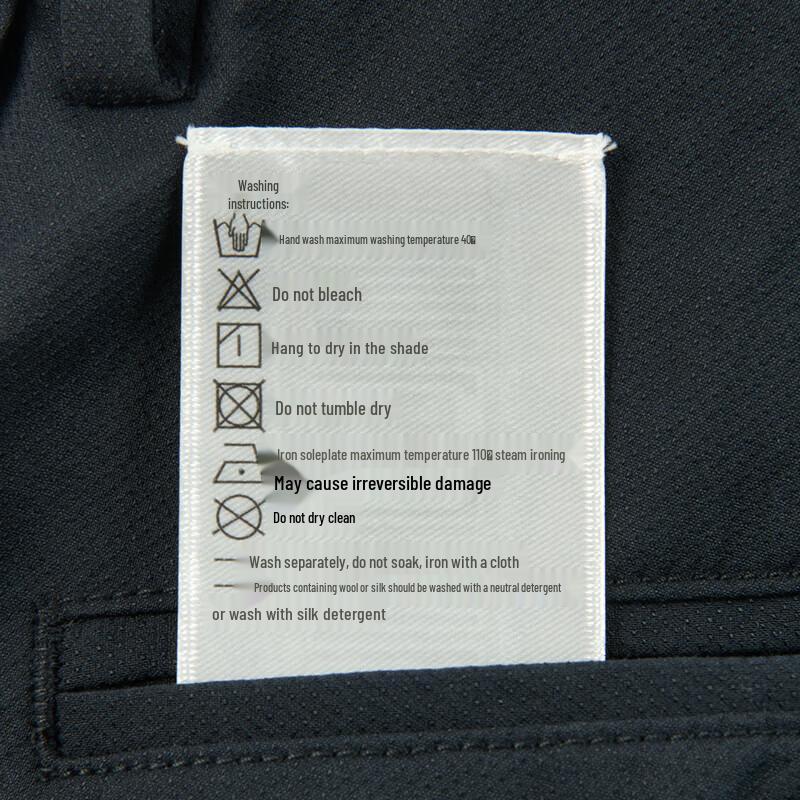 Washing
instructions:
Hand wash maximum washing temperature 40
Do not bleach
Hang to dry in the shade
Do not tumble dry
Iron soleplate maximum temperature 110 steam ironing
May cause irreversible damage
Do not dry clean
— Wash separately, do not soak, iron with a cloth
— Products containing wool or silk should be washed with a neutral detergent
or wash with silk detergent